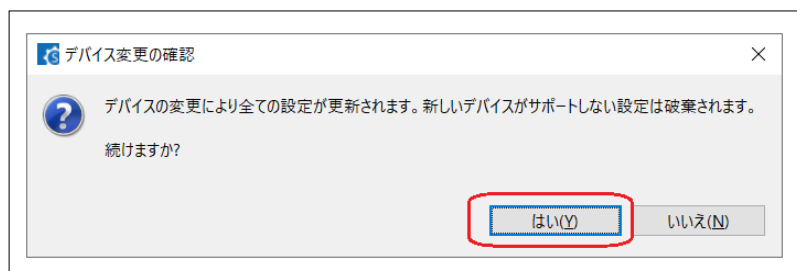 デバイス変更の確認
デバイスの変更により全ての設定が更新されます。新しいデバイスがサポートしない設定は破棄されます。
続けますか?
はい(Y) いいえ(N)